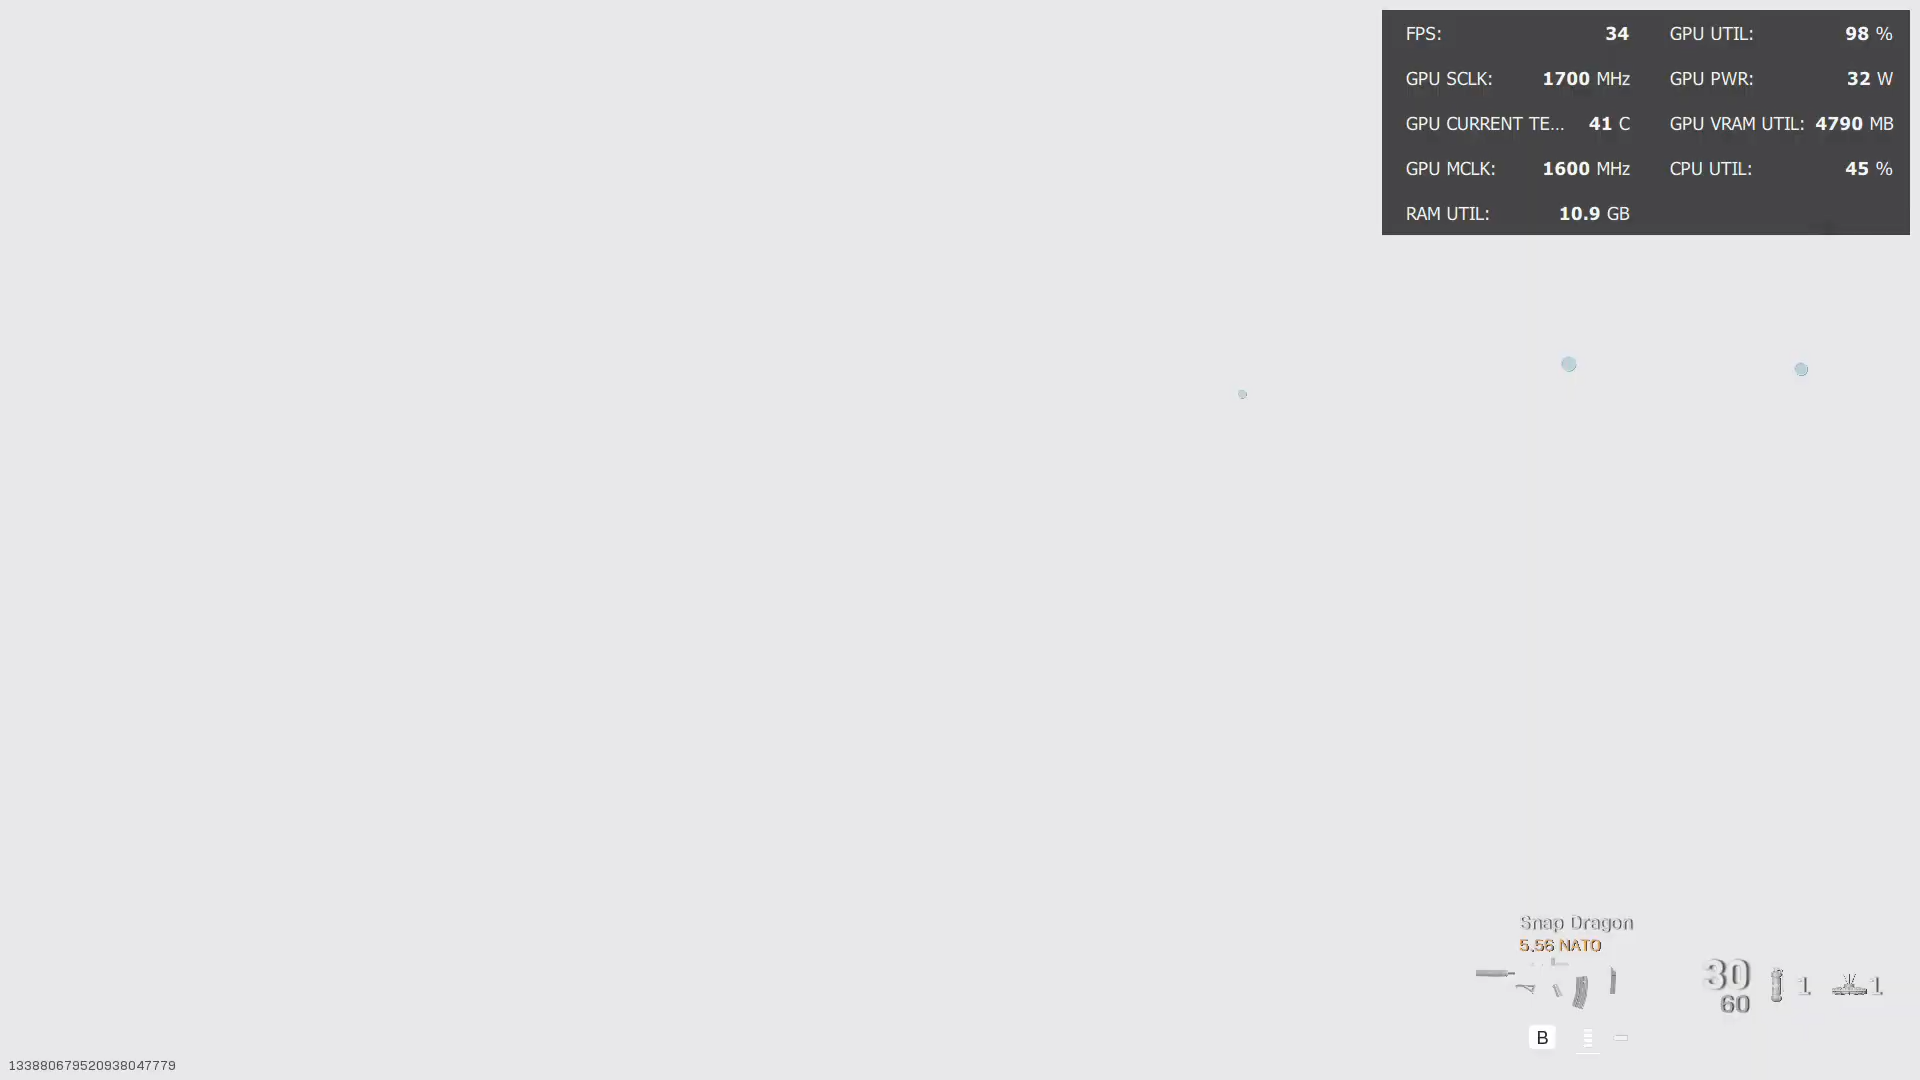 FPS: 34 GPU UTIL: 98 %
GPU SCLK: 1700 MHz GPU PWR: 32 W
GPU CURRENT TE... 41 C GPU VRAM UTIL: 4790 MB
GPU MCLK: 1600 MHz CPU UTIL: 45 %
RAM UTIL: 10.9 GB
Snap Dragon
5.56 NATO
30
60
1
1
B
133880679520938047779